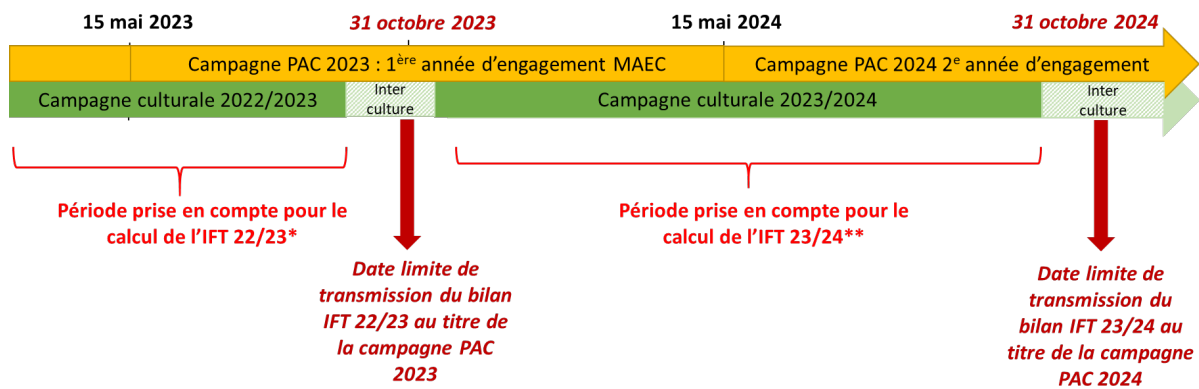 15 mai 2023
31 octobre 2023
15 mai 2024
31 octobre 2024
Campagne PAC 2023 : 1ère année d’engagement MAEC
Campagne PAC 2024 2e année d’engagement
Campagne culturale 2022/2023
Inter
culture
Campagne culturale 2023/2024
Inter
culture
Période prise en compte pour le
calcul de l’IFT 22/23*
Période prise en compte pour le
calcul de l’IFT 23/24**
Date limite de
transmission du bilan
IFT 22/23 au titre de
la campagne PAC
2023
Date limite de
transmission du
bilan IFT 23/24 au
titre de la campagne
PAC 2024